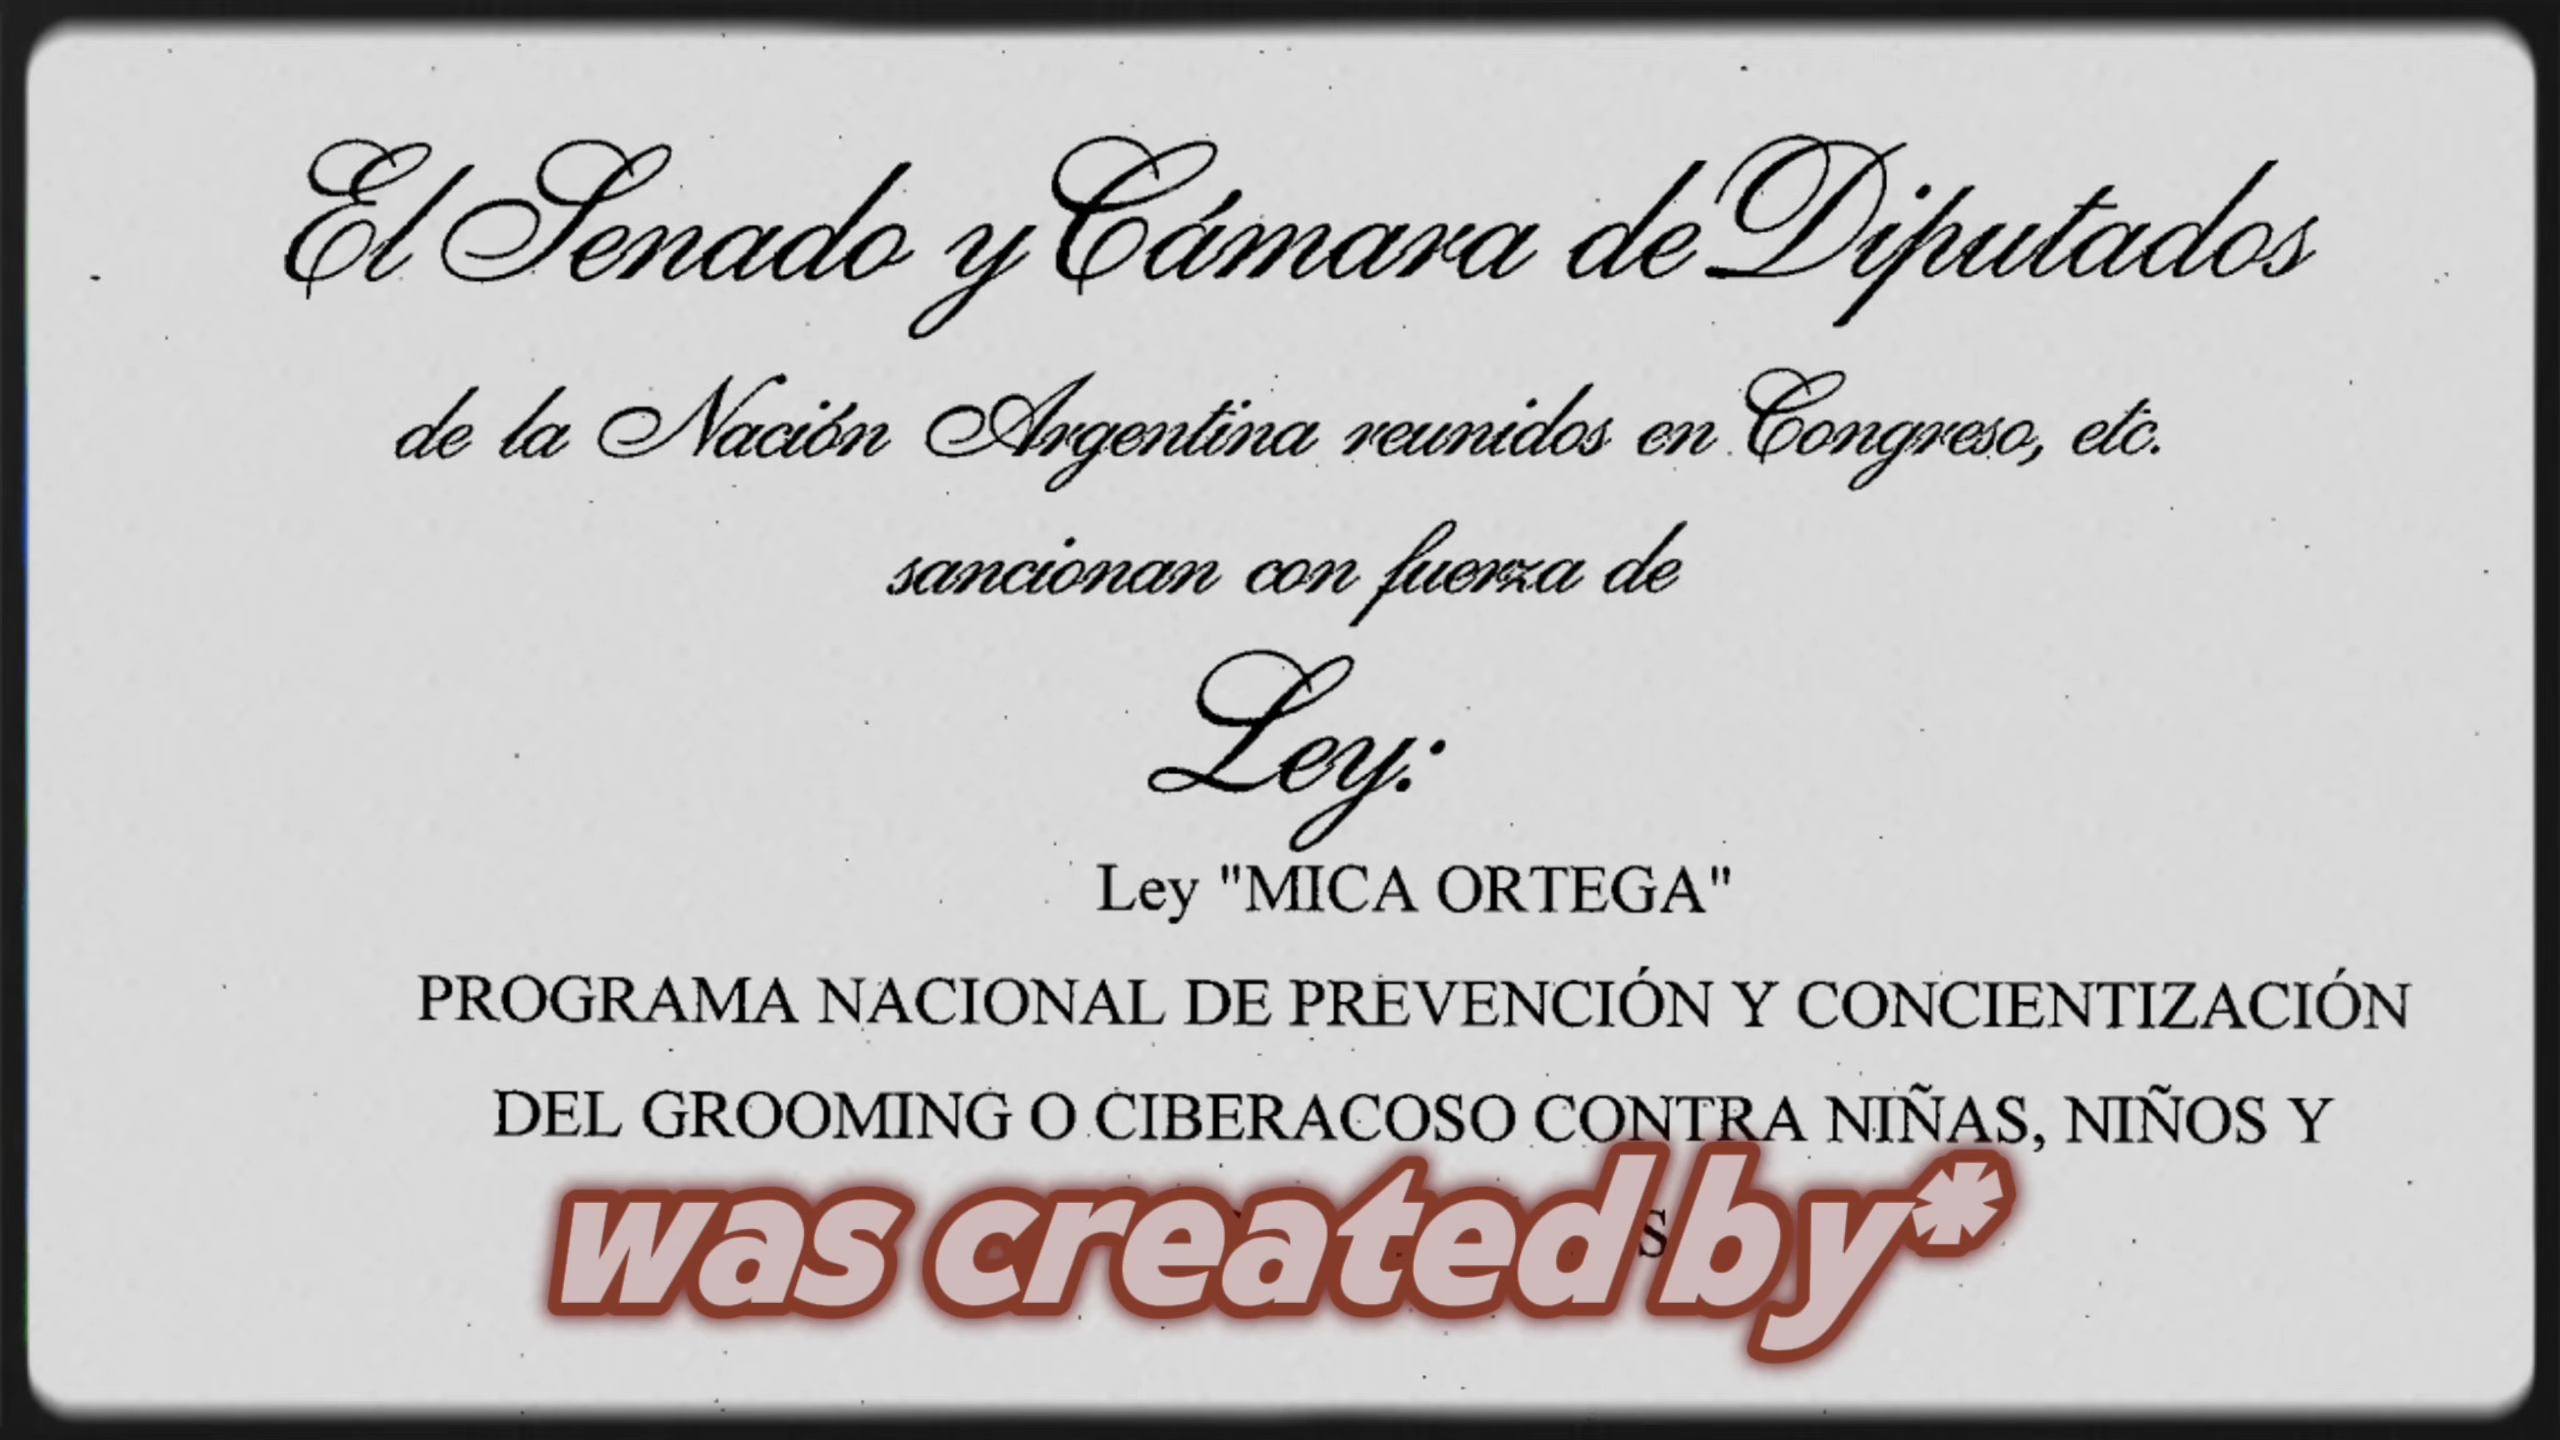 El Senado y Cámara de Diputados
de la Nación Argentina reunidos en Congreso, etc.
sancionan con fuerza de
Ley:
Ley "MICA ORTEGA"
PROGRAMA NACIONAL DE PREVENCIÓN Y CONCIENTIZACIÓN
DEL GROOMING O CIBERACOSO CONTRA NIÑAS, NIÑOS Y
was created by*